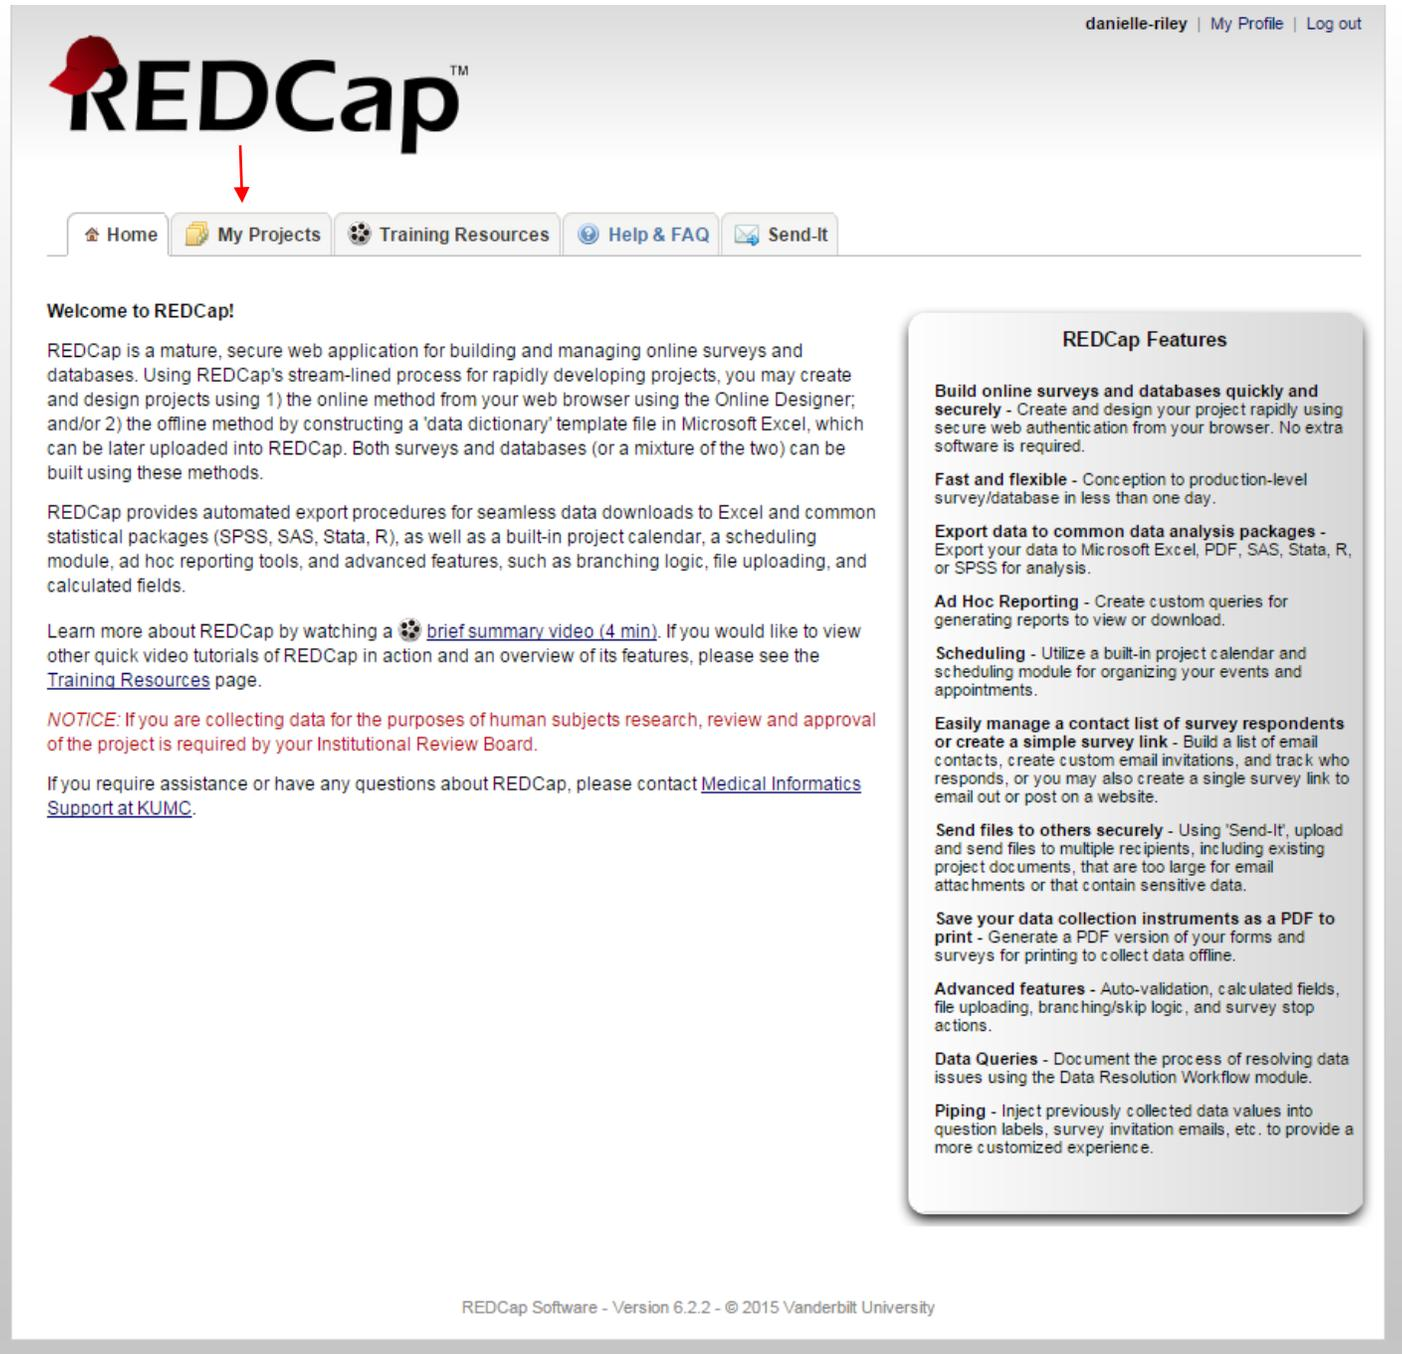 danielle-riley | My Profile | Log out
REDCap™
Home
My Projects
Training Resources
Help & FAQ
Send-It
Welcome to REDCap!
REDCap is a mature, secure web application for building and managing online surveys and
databases. Using REDCap's stream-lined process for rapidly developing projects, you may create
and design projects using 1) the online method from your web browser using the Online Designer;
and/or 2) the offline method by constructing a 'data dictionary' template file in Microsoft Excel, which
can be later uploaded into REDCap. Both surveys and databases (or a mixture of the two) can be
built using these methods.
REDCap provides automated export procedures for seamless data downloads to Excel and common
statistical packages (SPSS, SAS, Stata, R), as well as a built-in project calendar, a scheduling
module, ad hoc reporting tools, and advanced features, such as branching logic, file uploading, and
calculated fields.
Learn more about REDCap by watching a brief summary video (4 min). If you would like to view
other quick video tutorials of REDCap in action and an overview of its features, please see the
Training Resources page.
NOTICE: If you are collecting data for the purposes of human subjects research, review and approval
of the project is required by your Institutional Review Board.
If you require assistance or have any questions about REDCap, please contact Medical Informatics
Support at KUMC.
REDCap Features
Build online surveys and databases quickly and
securely - Create and design your project rapidly using
secure web authentication from your browser. No extra
software is required.
Fast and flexible - Conception to production-level
survey/database in less than one day.
Export data to common data analysis packages -
Export your data to Microsoft Excel, PDF, SAS, Stata, R,
or SPSS for analysis.
Ad Hoc Reporting - Create custom queries for
generating reports to view or download.
Scheduling - Utilize a built-in project calendar and
scheduling module for organizing your events and
appointments.
Easily manage a contact list of survey respondents
or create a simple survey link - Build a list of email
contacts, create custom email invitations, and track who
responds, or you may also create a single survey link to
email out or post on a website.
Send files to others securely - Using 'Send-It', upload
and send files to multiple recipients, including existing
project documents, that are too large for email
attachments or that contain sensitive data.
Save your data collection instruments as a PDF to
print - Generate a PDF version of your forms and
surveys for printing to collect data offline.
Advanced features - Auto-validation, calculated fields,
file uploading, branching/skip logic, and survey stop
actions.
Data Queries - Document the process of resolving data
issues using the Data Resolution Workflow module.
Piping - Inject previously collected data values into
question labels, survey invitation emails, etc. to provide a
more customized experience.
REDCap Software - Version 6.2.2 - © 2015 Vanderbilt University